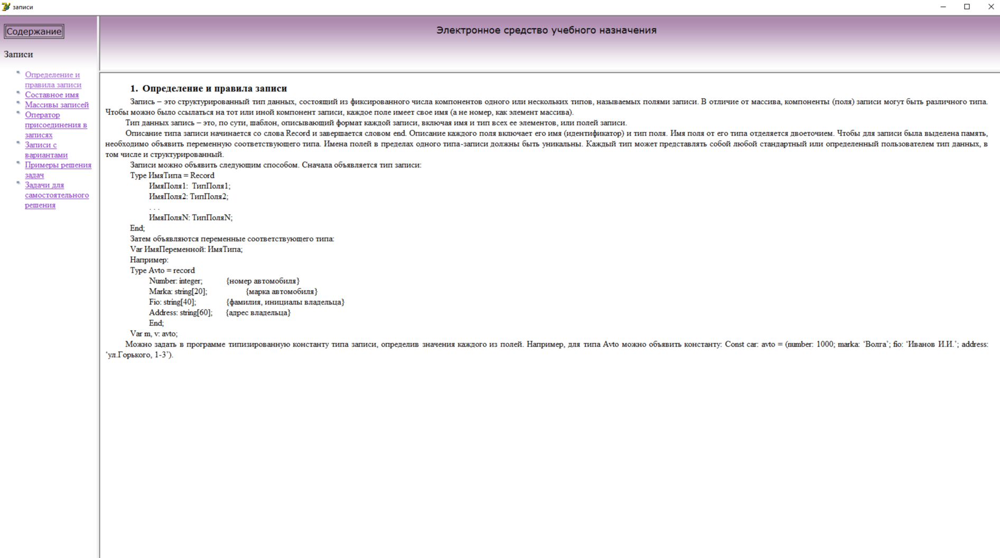 записи
Содержание
Записи
Определение и
правила записи
Составное имя
Массивы записей
Оператор
присоединения в
записях
Записи с
вариантами
Примеры решения
задач
Задачи для
самостоятельного
решения
Электронное средство учебного назначения
1. Определение и правила записи
Запись – это структурированный тип данных, состоящий из фиксированного числа компонентов одного или нескольких типов, называемых полями записи. В отличие от массива, компоненты (поля) записи могут быть различного типа.
Чтобы можно было ссылаться на тот или иной компонент записи, каждое поле имеет свое имя (а не номер, как элемент массива).
Тип данных запись – это, по сути, шаблон, описывающий формат каждой записи, включая имя и тип всех ее элементов, или полей записи.
Описание типа записи начинается со слова Record и завершается словом end. Описание каждого поля включает его имя (идентификатор) и тип поля. Имя поля от его типа отделяется двоеточием. Чтобы для записи была выделена память,
необходимо объявить переменную соответствующего типа. Имена полей в пределах одного типа-записи должны быть уникальны. Каждый тип может представлять собой любой стандартный или определенный пользователем тип данных, в
том числе и структурированный.
Записи можно объявить следующим способом. Сначала объявляется тип записи:
Type ИмяТипа = Record
ИмяПоля1: ТипПоля1;
ИмяПоля2: ТипПоля2;
. . .
ИмяПоляN: ТипПоляN;
End;
Затем объявляются переменные соответствующего типа:
Var ИмяПеременной: ИмяТипа;
Например:
Type Avto = record
Number: integer; {номер автомобиля}
Marka: string[20]; {марка автомобиля}
Fio: string[40]; {фамилия, инициалы владельца}
Address: string[60]; {адрес владельца}
End;
Var m, v: avto;
Можно задать в программе типизированную константу типа записи, определив значения каждого из полей. Например, для типа Avto можно объявить константу: Const car: avto = (number: 1000; marka: ‘Волга’; fio: ‘Иванов И.И.’; address:
‘ул.Горького, 1-3’).